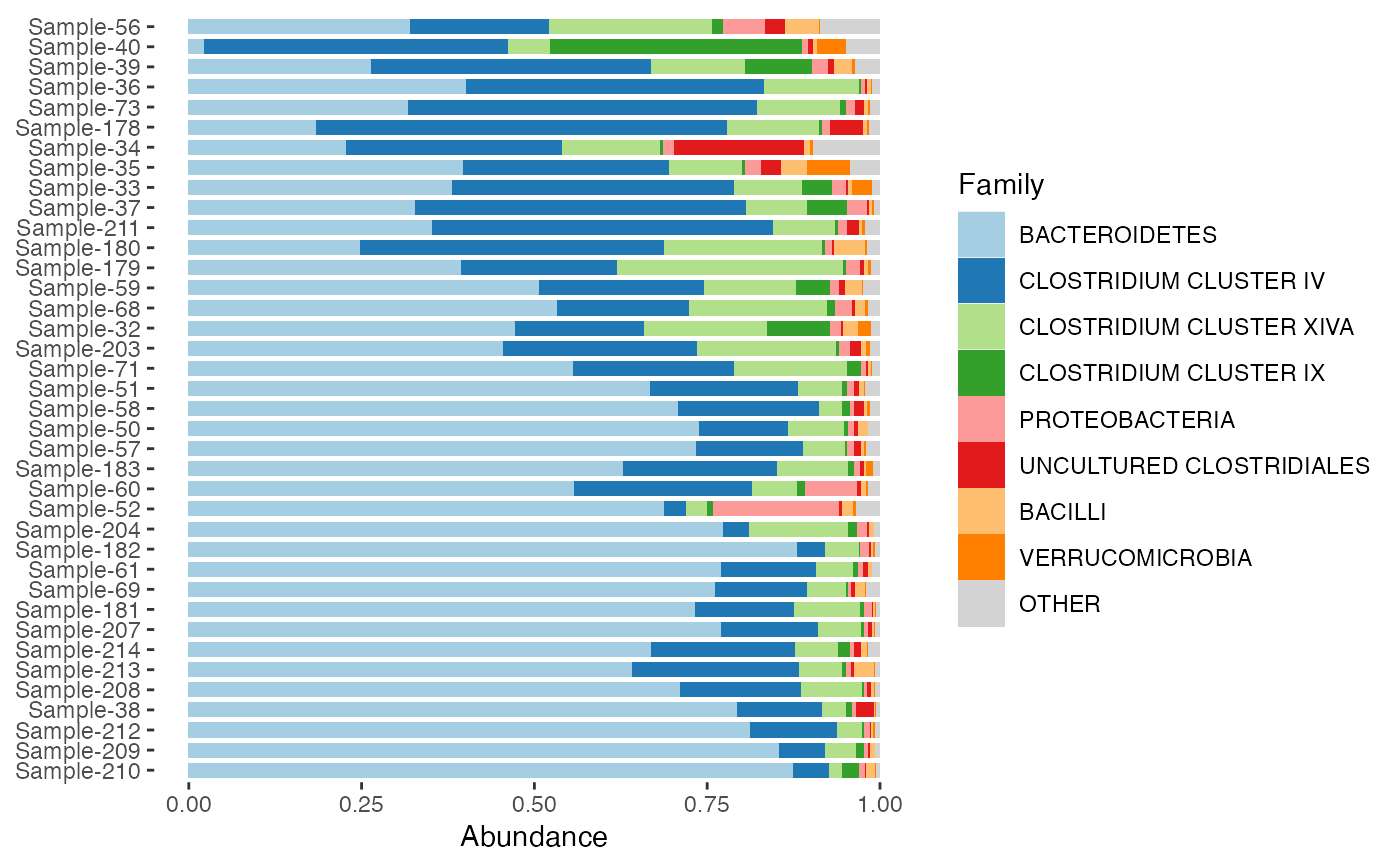 Sample-56
Sample-40
Sample-39
Sample-36
Sample-73
Sample-178
Sample-34
Sample-35
Sample-33
Sample-37
Sample-211
Sample-180
Sample-179
Sample-59
Sample-68
Sample-32
Sample-203
Sample-71
Sample-51
Sample-58
Sample-50
Sample-57
Sample-183
Sample-60
Sample-52
Sample-204
Sample-182
Sample-61
Sample-69
Sample-181
Sample-207
Sample-214
Sample-213
Sample-208
Sample-38
Sample-212
Sample-209
Sample-210
0.00 0.25 0.50 0.75 1.00
Abundance
Family
BACTEROIDETES
CLOSTRIDIUM CLUSTER IV
CLOSTRIDIUM CLUSTER XIVA
CLOSTRIDIUM CLUSTER IX
PROTEOBACTERIA
UNCULTURED CLOSTRIDIALES
BACILLI
VERRUCOMICROBIA
OTHER